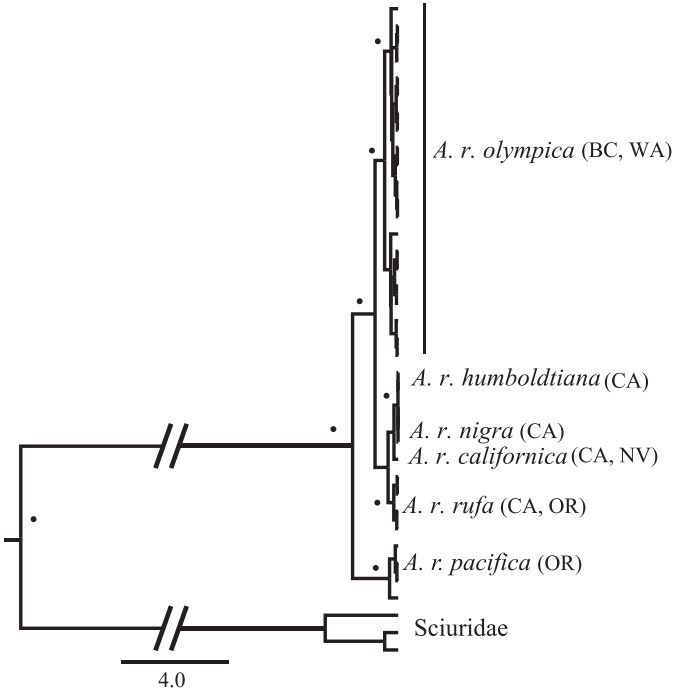 A. r. olympica (BC, WA)
A. r. humboldtiana (CA)
A. r. nigra (CA)
A. r. californica (CA, NV)
A. r. rufa (CA, OR)
A. r. pacifica (OR)
Sciuridae
4.0